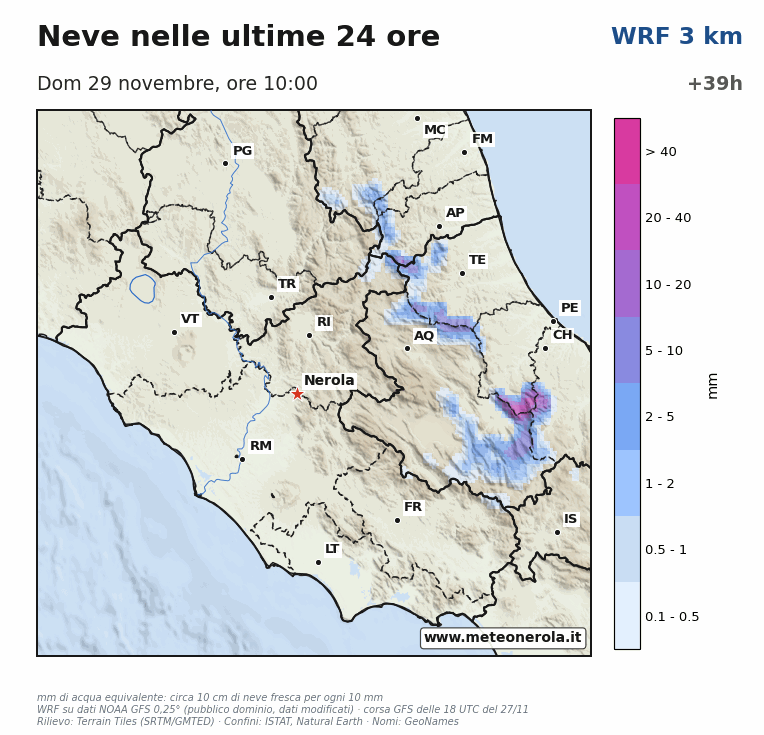 Neve nelle ultime 24 ore
WRF 3 km
Dom 29 novembre, ore 10:00
+39h
MC
FM
PG
AP
TE
TR
PE
VT
RI
AQ
CH
Nerola
RM
FR
IS
LT
www.meteonerola.it
> 40
20 - 40
10 - 20
5 - 10
2 - 5
1 - 2
0.5 - 1
0.1 - 0.5
mm
mm di acqua equivalente: circa 10 cm di neve fresca per ogni 10 mm
WRF su dati NOAA GFS 0,25° (pubblico dominio, dati modificati) · corsa GFS delle 18 UTC del 27/11
Rilievo: Terrain Tiles (SRTM/GMTED) · Confini: ISTAT, Natural Earth · Nomi: GeoNames